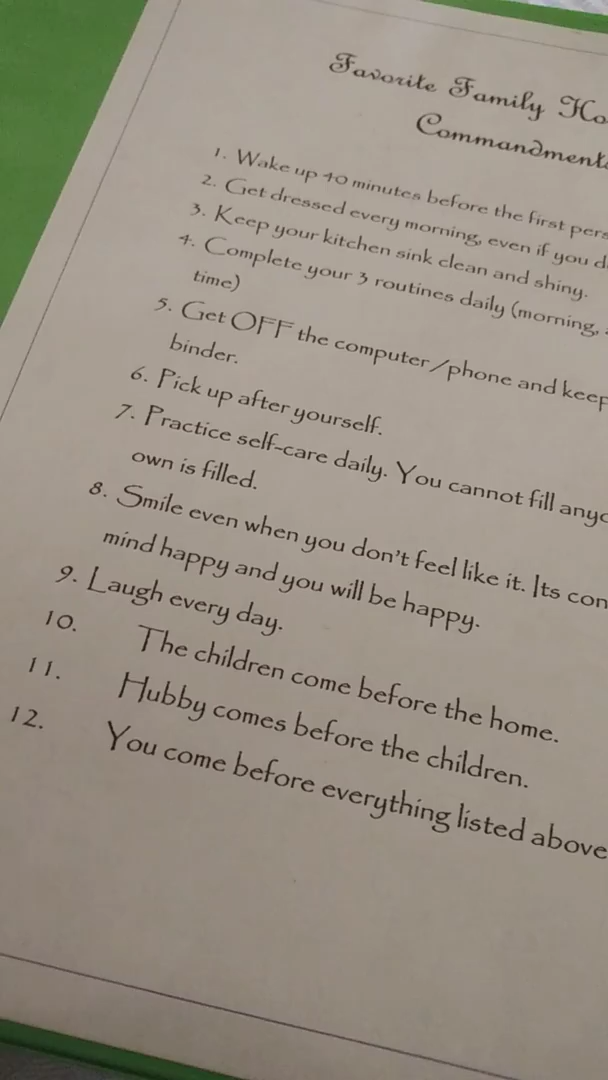 Favorite Family Ho
Commandment
1. Wake up 40 minutes before the first pers
2. Get dressed every morning, even if you d
3. Keep your kitchen sink clean and shiny.
4. Complete your 3 routines daily (morning,
time)
5. Get OFF the computer/phone and keep
binder.
6. Pick up after yourself.
7. Practice self-care daily. You cannot fill anyo
own is filled.
8. Smile even when you don't feel like it. Its con
mind happy and you will be happy.
9. Laugh every day.
10. The children come before the home.
11. Hubby comes before the children.
12. You come before everything listed above